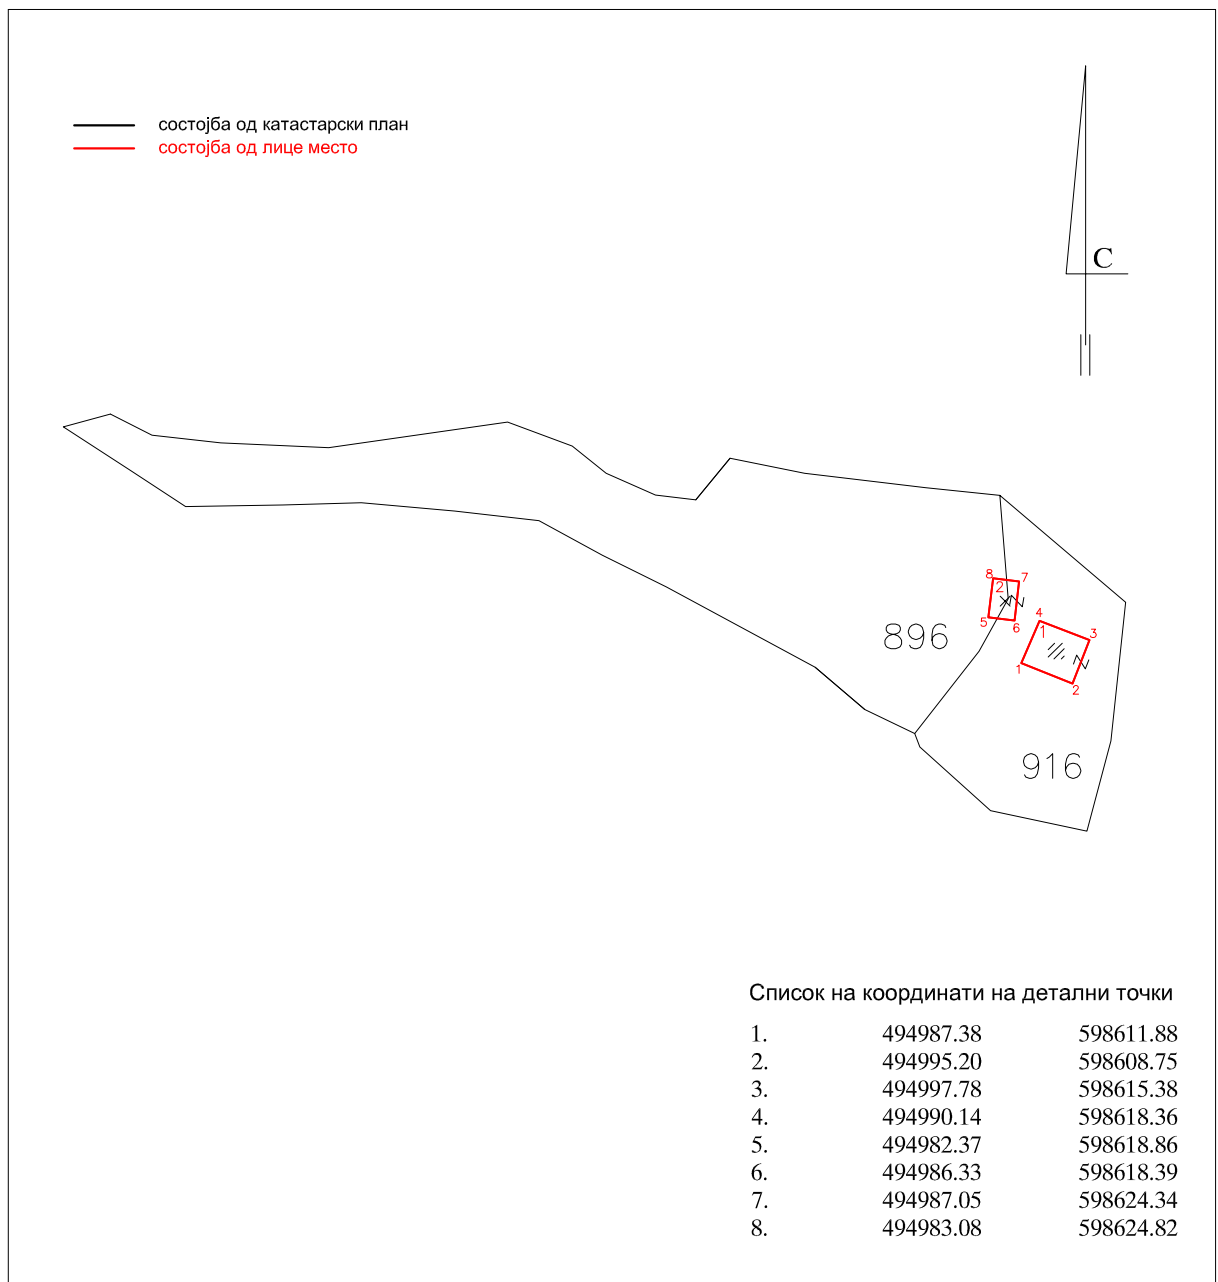 состојба од катастарски план
состојба од лице место
С
8
7
2
5
6
4
1
3
1
2
896
916
Список на координати на детални точки
1. 494987.38 598611.88
2. 494995.20 598608.75
3. 494997.78 598615.38
4. 494990.14 598618.36
5. 494982.37 598618.86
6. 494986.33 598618.39
7. 494987.05 598624.34
8. 494983.08 598624.82